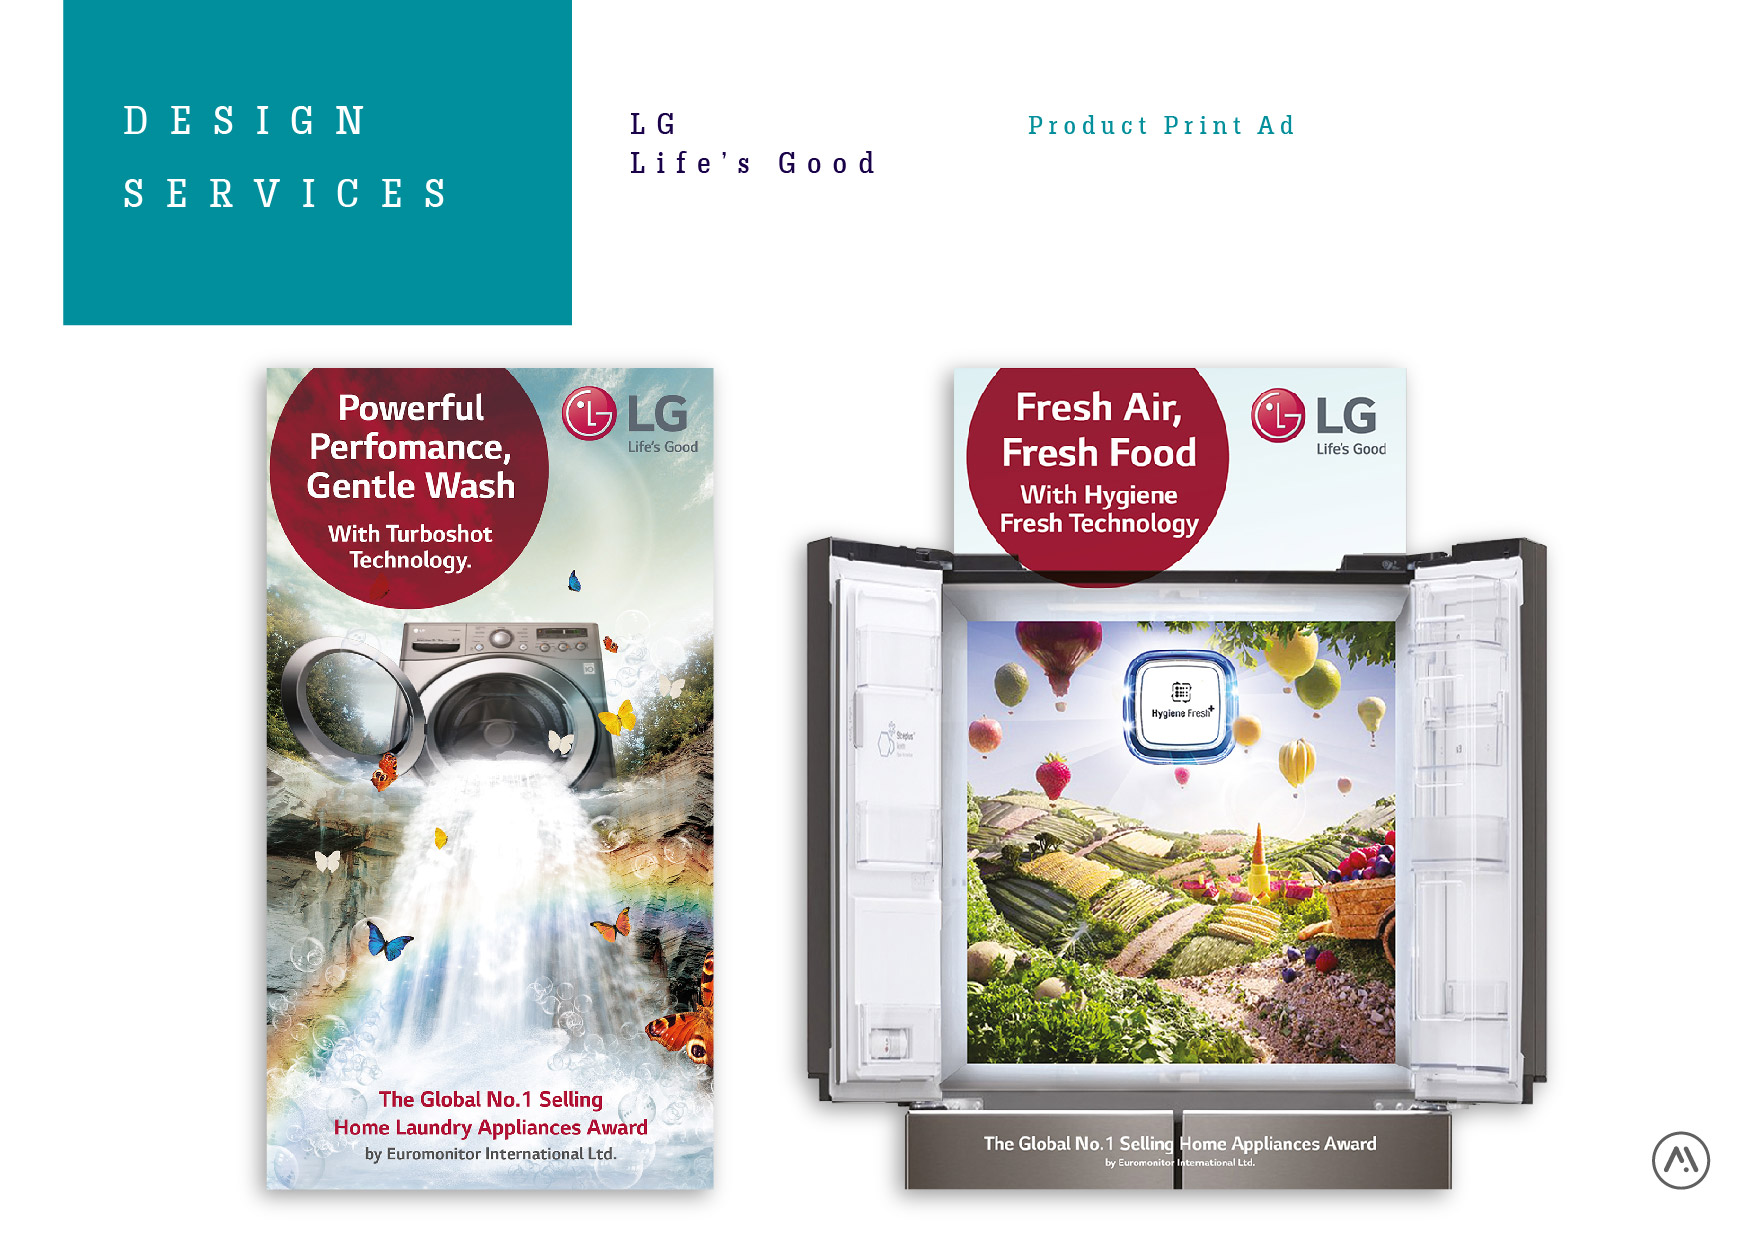 DESIGN
SERVICES
LG
Life's Good
Product Print Ad
Powerful
Perfomance,
Gentle Wash
With Turboshot
Technology.
LG
Life's Good
The Global No.1 Selling
Home Laundry Appliances Award
by Euromonitor International Ltd.
Fresh Air,
Fresh Food
With Hygiene
Fresh Technology
LG
Life's Good
Hygiene Fresh+
The Global No.1 Selling Home Appliances Award
by Euromonitor International Ltd.